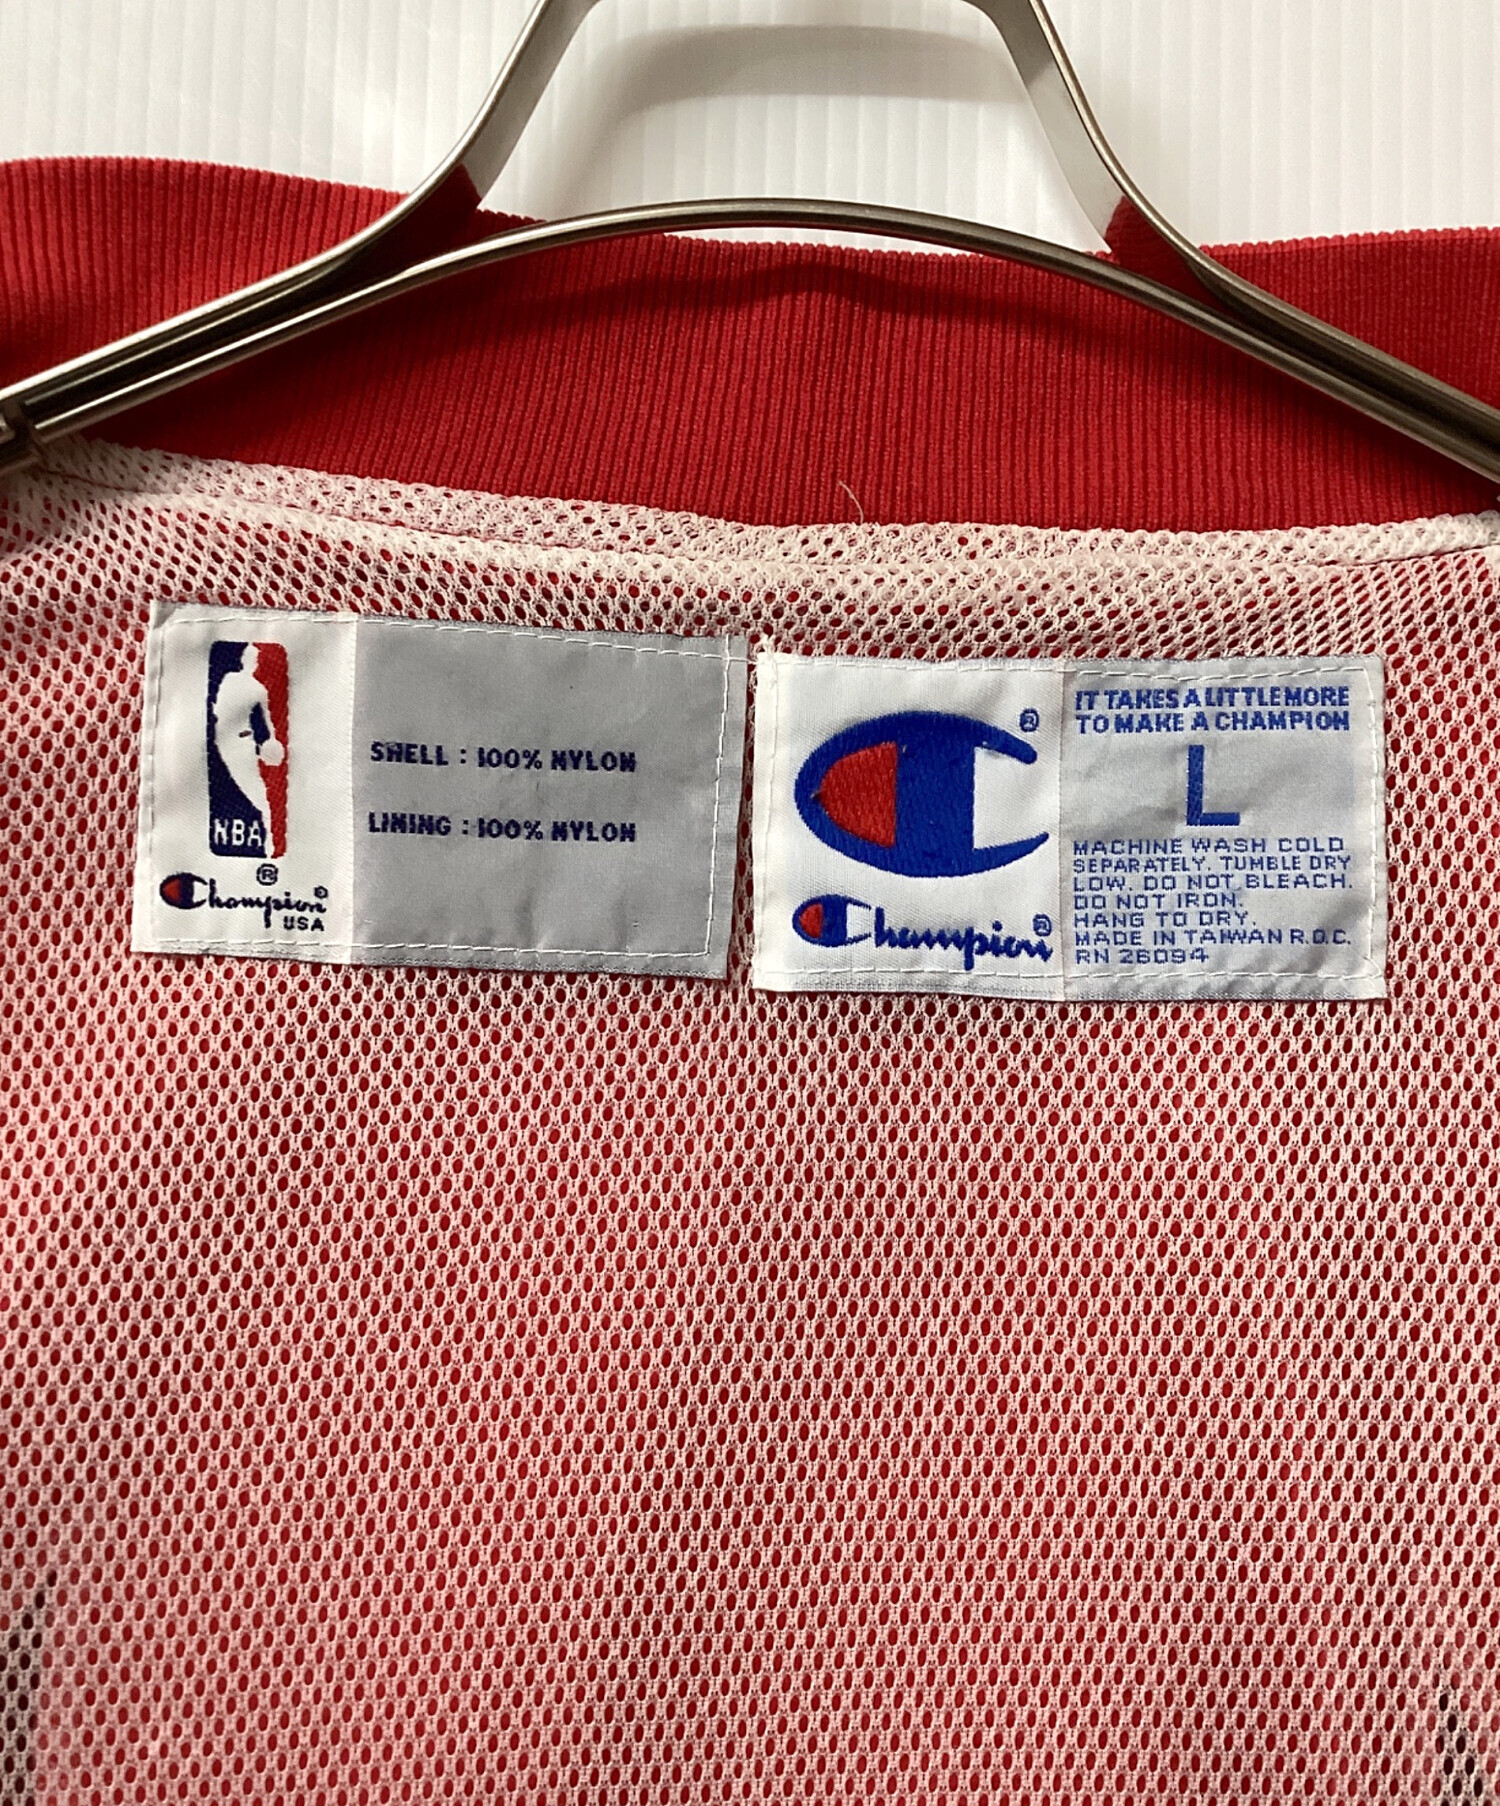 NBA
®
Champion®
USA
SHELL : 100% NYLON
LINING : 100% NYLON
®
Champion®
IT TAKES A LITTLE MORE
TO MAKE A CHAMPION
L
MACHINE WASH COLD
SEPARATELY. TUMBLE DRY
LOW. DO NOT BLEACH.
DO NOT IRON.
HANG TO DRY.
MADE IN TAIWAN R.O.C.
RN 26094